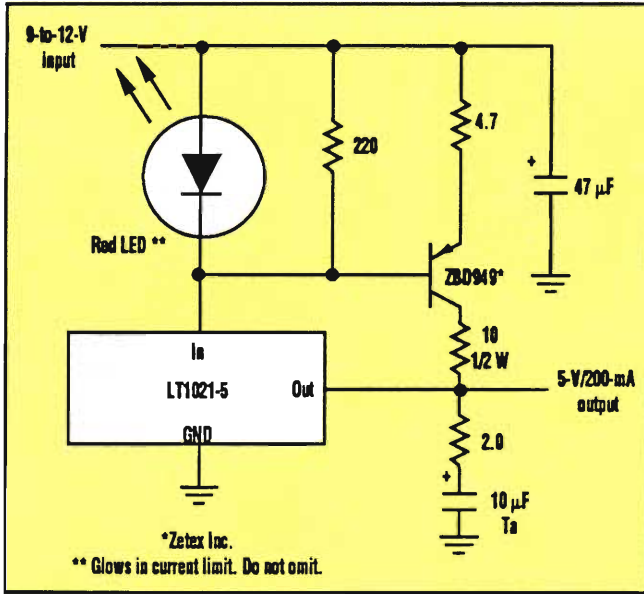 9-to-12-V
input
220
4.7
+
47 µF
Red LED **
ZBD949*
10
1/2 W
In
LT1021-5
Out
GND
5-V/200-mA
output
2.0
+
10 µF
Ta
*Zetex Inc.
** Glows in current limit. Do not omit.